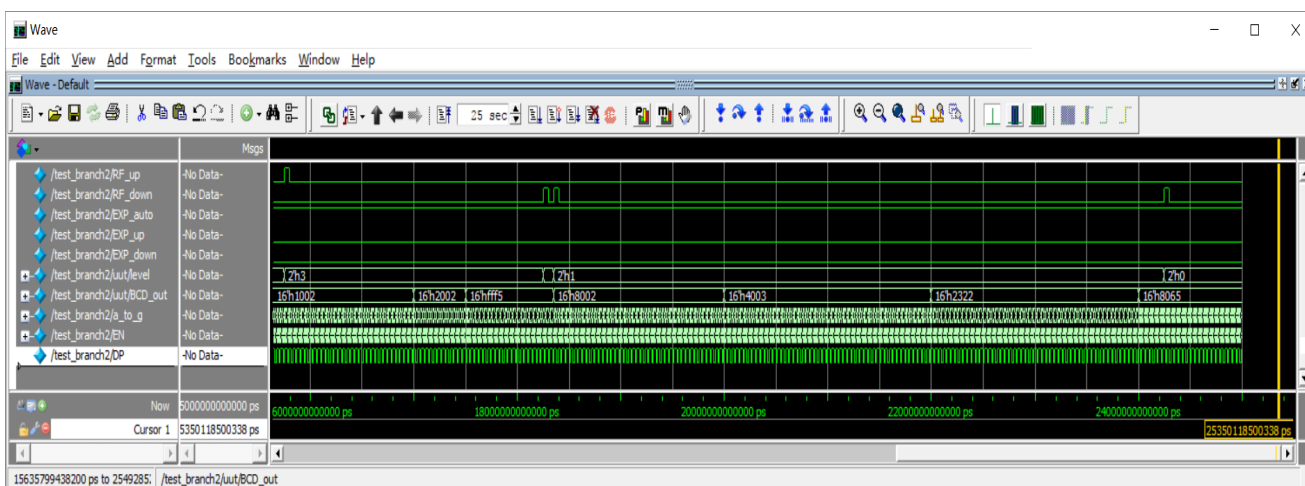 Wave
File Edit View Add Format Tools Bookmarks Window Help
Wave - Default
25 sec
Msgs
/test_branch2/RF_up -No Data-
/test_branch2/RF_down -No Data-
/test_branch2/EXP_auto -No Data-
/test_branch2/EXP_up -No Data-
/test_branch2/EXP_down -No Data-
/test_branch2/uut/level -No Data- 2'h3 2'h1 2'h0
/test_branch2/uut/BCD_out -No Data- 16'h1002 16'h2002 16'hfff5 16'h8002 16'h4003 16'h2322 16'h8065
/test_branch2/a_to_g -No Data-
/test_branch2/EN -No Data-
/test_branch2/DP -No Data-
Now 5000000000000 ps 6000000000000 ps 18000000000000 ps 20000000000000 ps 22000000000000 ps 24000000000000 ps
Cursor 1 5350118500338 ps 25350118500338 ps
15635799438200 ps to 2549285: /test_branch2/uut/BCD_out